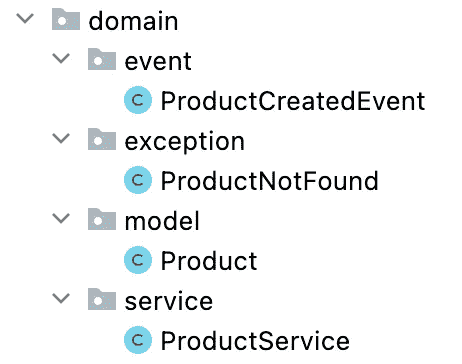 domain
event
C ProductCreatedEvent
exception
C ProductNotFound
model
C Product
service
C ProductService